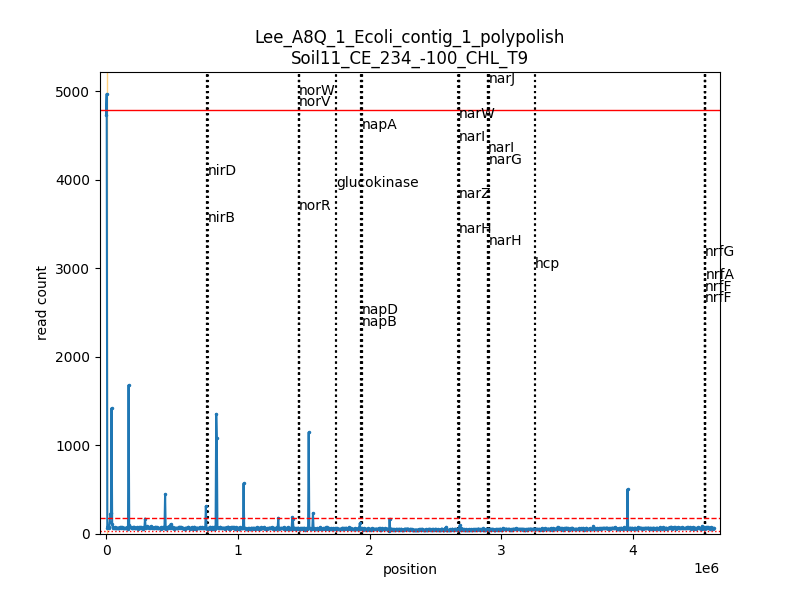 Lee_A8Q_1_Ecoli_contig_1_polypolish
Soil11_CE_234_-100_CHL_T9
read count
5000
4000
3000
2000
1000
0
narJ
norW
norV
narW
napA
narI
narI
narG
nirD
glucokinase
narZ
norR
nirB
narH
narH
nrfG
hcp
nrfA
nrfF
nrfF
napD
napB
0 1 2 3 4
1e6
position